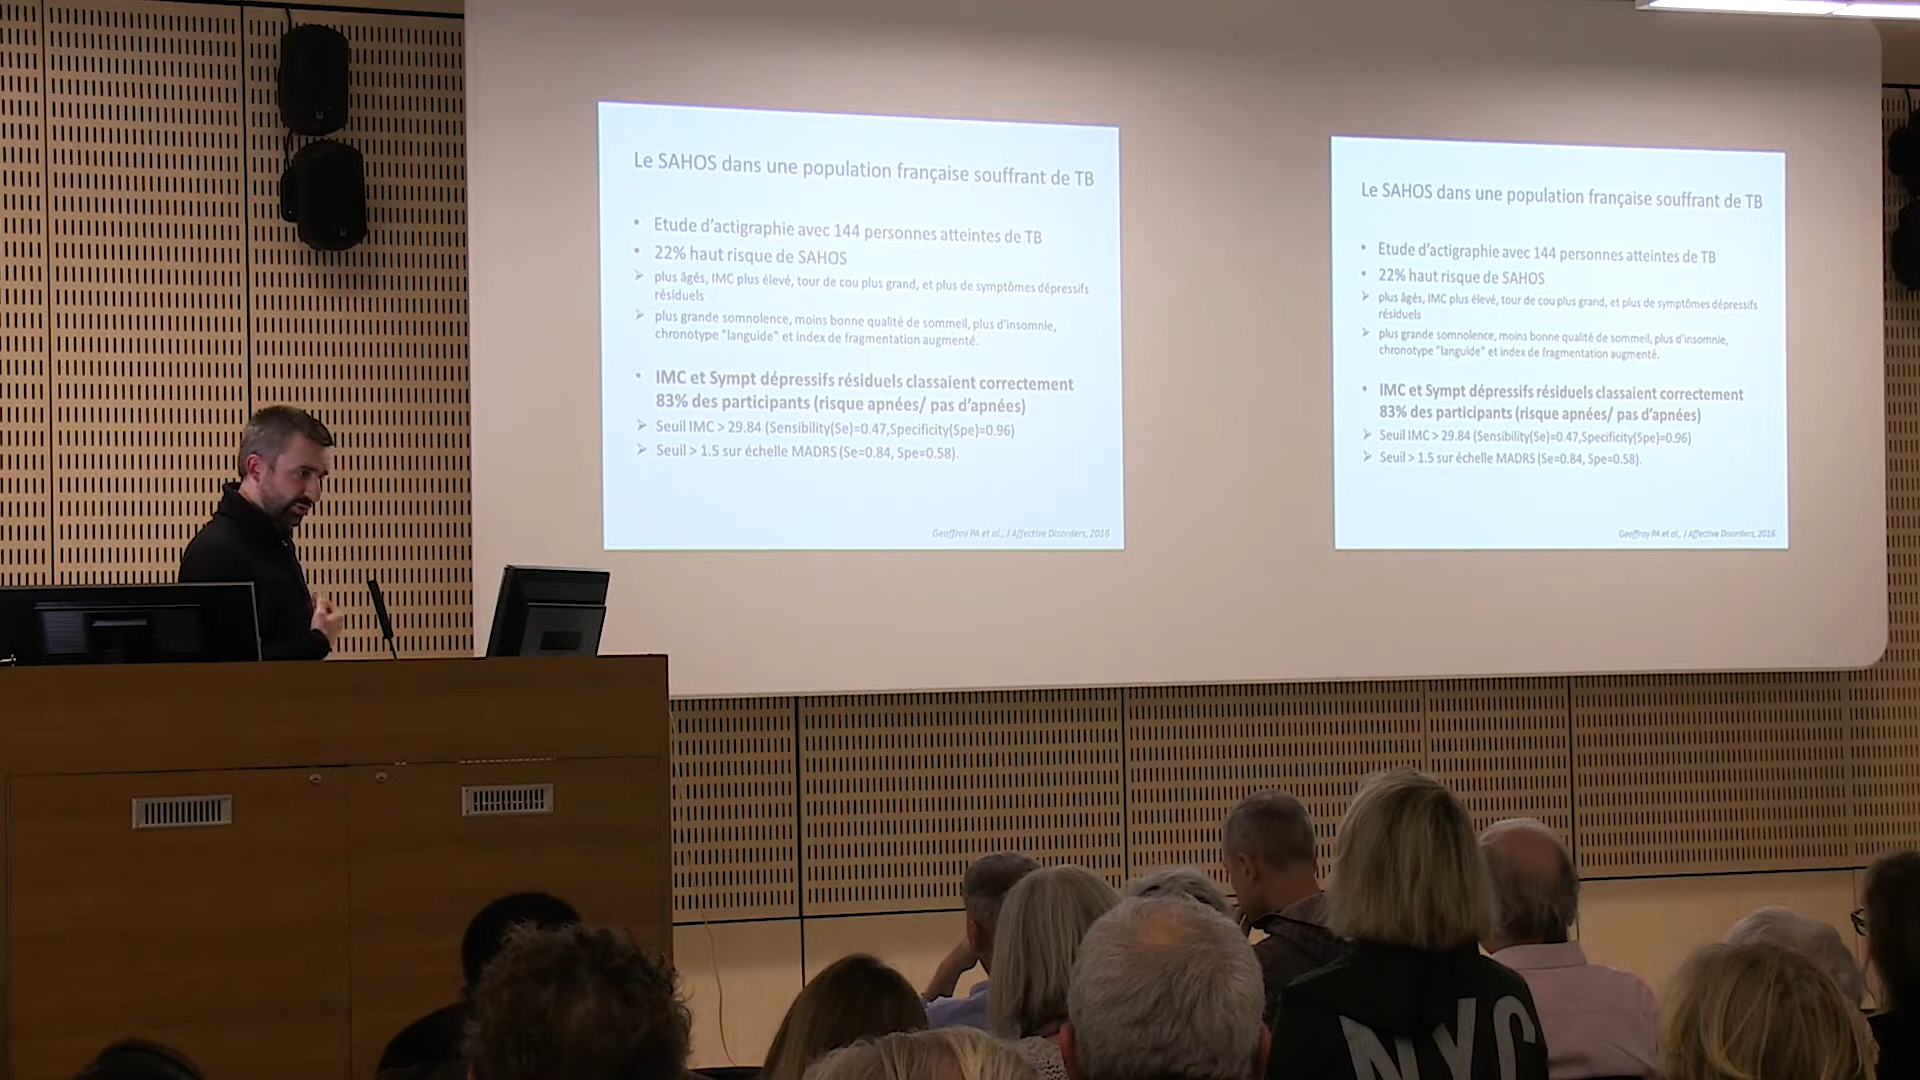 Le SAHOS dans une population française souffrant de TB
• Etude d'actigraphie avec 144 personnes atteintes de TB
• 22% haut risque de SAHOS
➢ plus âgés, IMC plus élevé, tour de cou plus grand, et plus de symptômes dépressifs
résiduels
➢ plus grande somnolence, moins bonne qualité de sommeil, plus d'insomnie,
chronotype "languide" et index de fragmentation augmenté.
• IMC et Sympt dépressifs résiduels classaient correctement
83% des participants (risque apnées/ pas d'apnées)
➢ Seuil IMC > 29.84 (Sensibility(Se)=0.47,Specificity(Spe)=0.96)
➢ Seuil > 1.5 sur échelle MADRS (Se=0.84, Spe=0.58).
Geoffroy PA et al., J Affective Disorders, 2016
Le SAHOS dans une population française souffrant de TB
• Etude d'actigraphie avec 144 personnes atteintes de TB
• 22% haut risque de SAHOS
➢ plus âgés, IMC plus élevé, tour de cou plus grand, et plus de symptômes dépressifs
résiduels
➢ plus grande somnolence, moins bonne qualité de sommeil, plus d'insomnie,
chronotype "languide" et index de fragmentation augmenté.
• IMC et Sympt dépressifs résiduels classaient correctement
83% des participants (risque apnées/ pas d'apnées)
➢ Seuil IMC > 29.84 (Sensibility(Se)=0.47,Specificity(Spe)=0.96)
➢ Seuil > 1.5 sur échelle MADRS (Se=0.84, Spe=0.58).
Geoffroy PA et al., J Affective Disorders, 2016
NYC